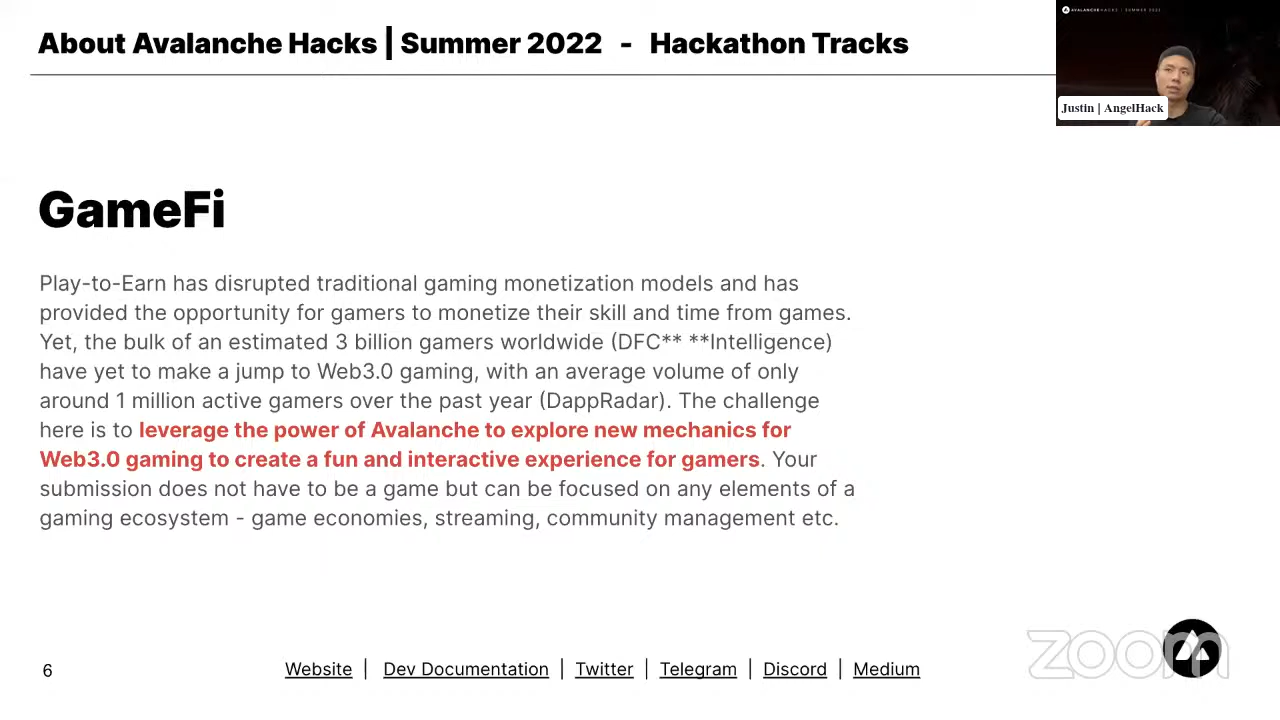 About Avalanche Hacks | Summer 2022 - Hackathon Tracks
AVALANCHEHACKS | SUMMER 2022
Justin | AngelHack
GameFi
Play-to-Earn has disrupted traditional gaming monetization models and has
provided the opportunity for gamers to monetize their skill and time from games.
Yet, the bulk of an estimated 3 billion gamers worldwide (DFC** **Intelligence)
have yet to make a jump to Web3.0 gaming, with an average volume of only
around 1 million active gamers over the past year (DappRadar). The challenge
here is to leverage the power of Avalanche to explore new mechanics for
Web3.0 gaming to create a fun and interactive experience for gamers. Your
submission does not have to be a game but can be focused on any elements of a
gaming ecosystem - game economies, streaming, community management etc.
6
Website | Dev Documentation | Twitter | Telegram | Discord | Medium
zoom